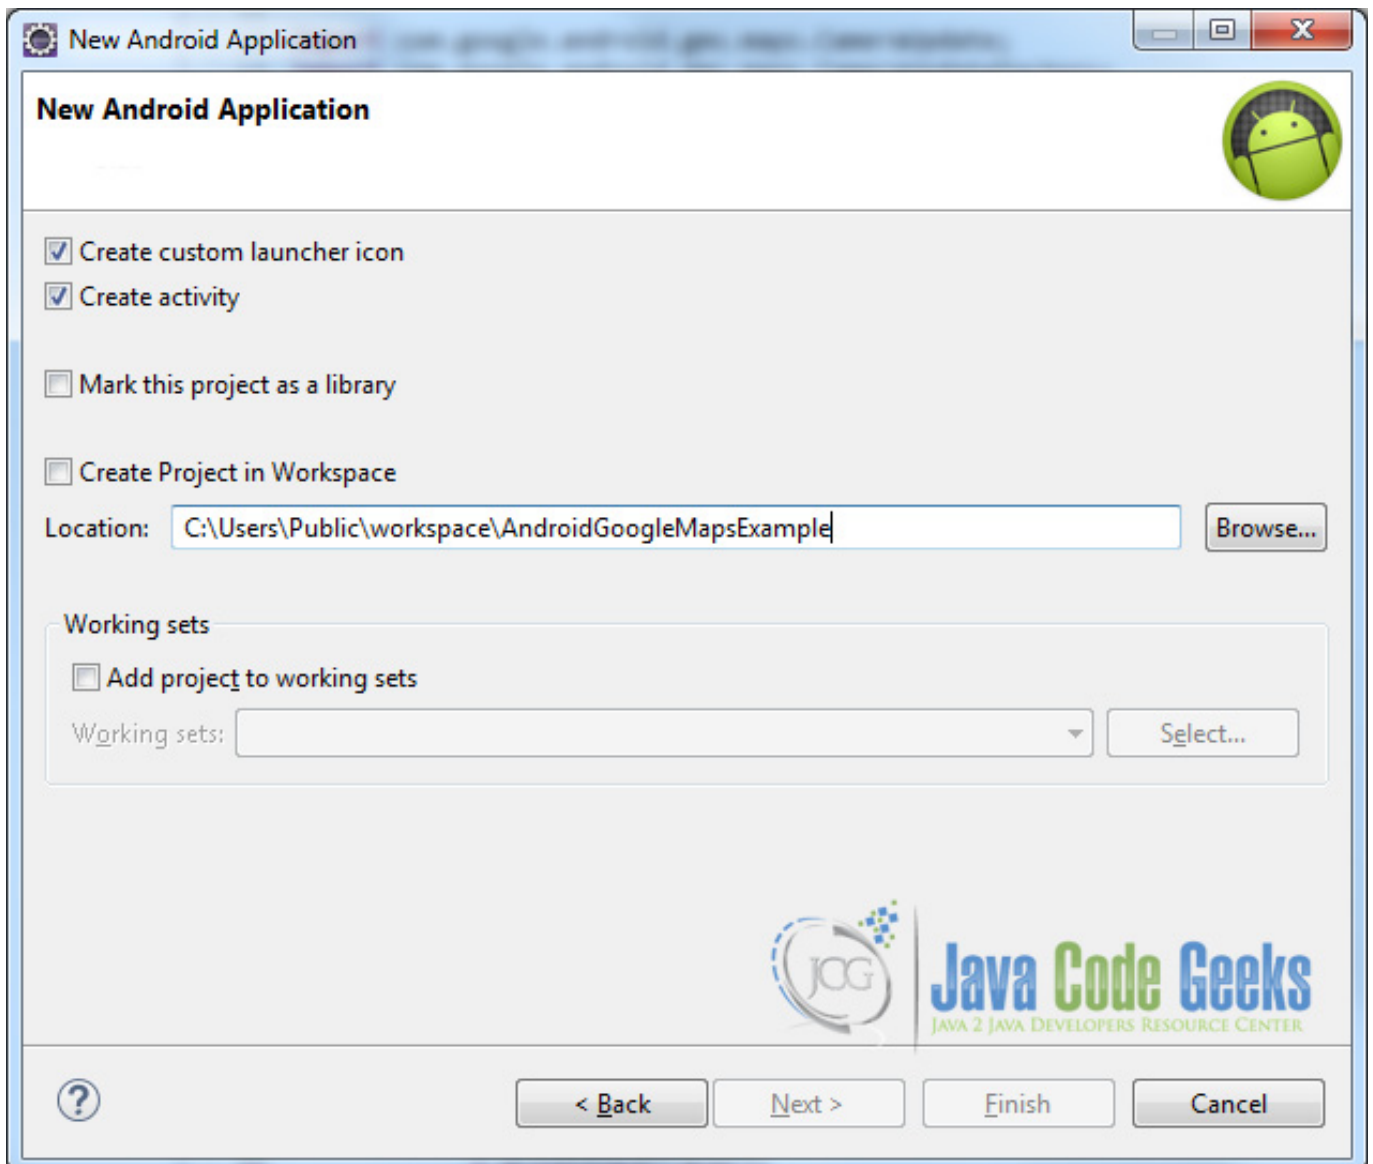 New Android Application
New Android Application
Create custom launcher icon
Create activity
Mark this project as a library
Create Project in Workspace
Location: C:\Users\Public\workspace\AndroidGoogleMapsExample Browse...
Working sets
Add project to working sets
Working sets: Select...
JCG
Java Code Geeks
JAVA 2 JAVA DEVELOPERS RESOURCE CENTER
? < Back Next > Finish Cancel